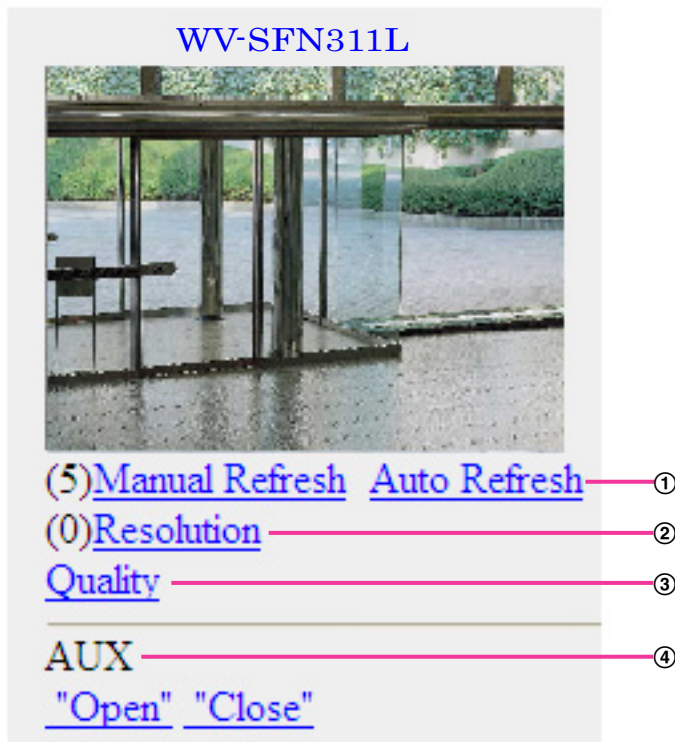 WV-SFN311L
(5)Manual Refresh Auto Refresh ①
(0)Resolution ②
Quality ③
AUX ④
"Open" "Close"